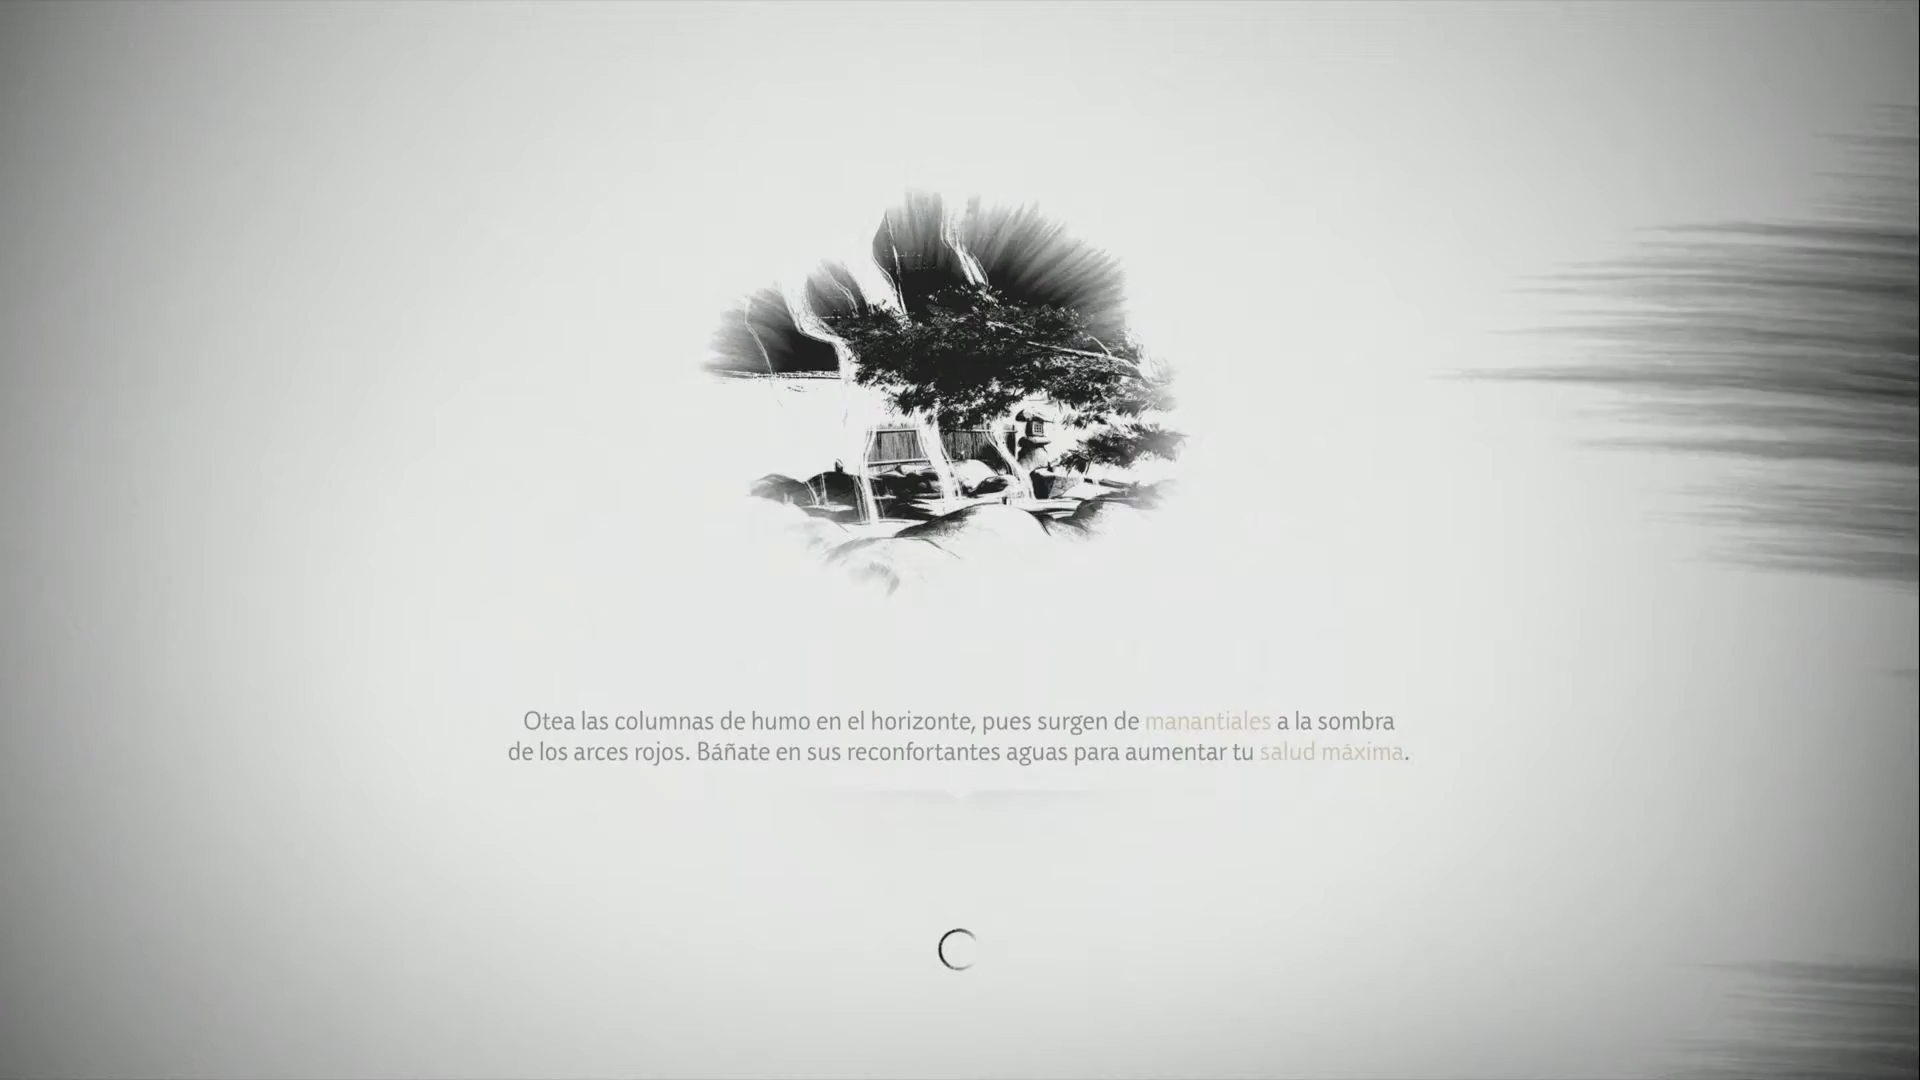 Otea las columnas de humo en el horizonte, pues surgen de manantiales a la sombra
de los arces rojos. Báñate en sus reconfortantes aguas para aumentar tu salud máxima.